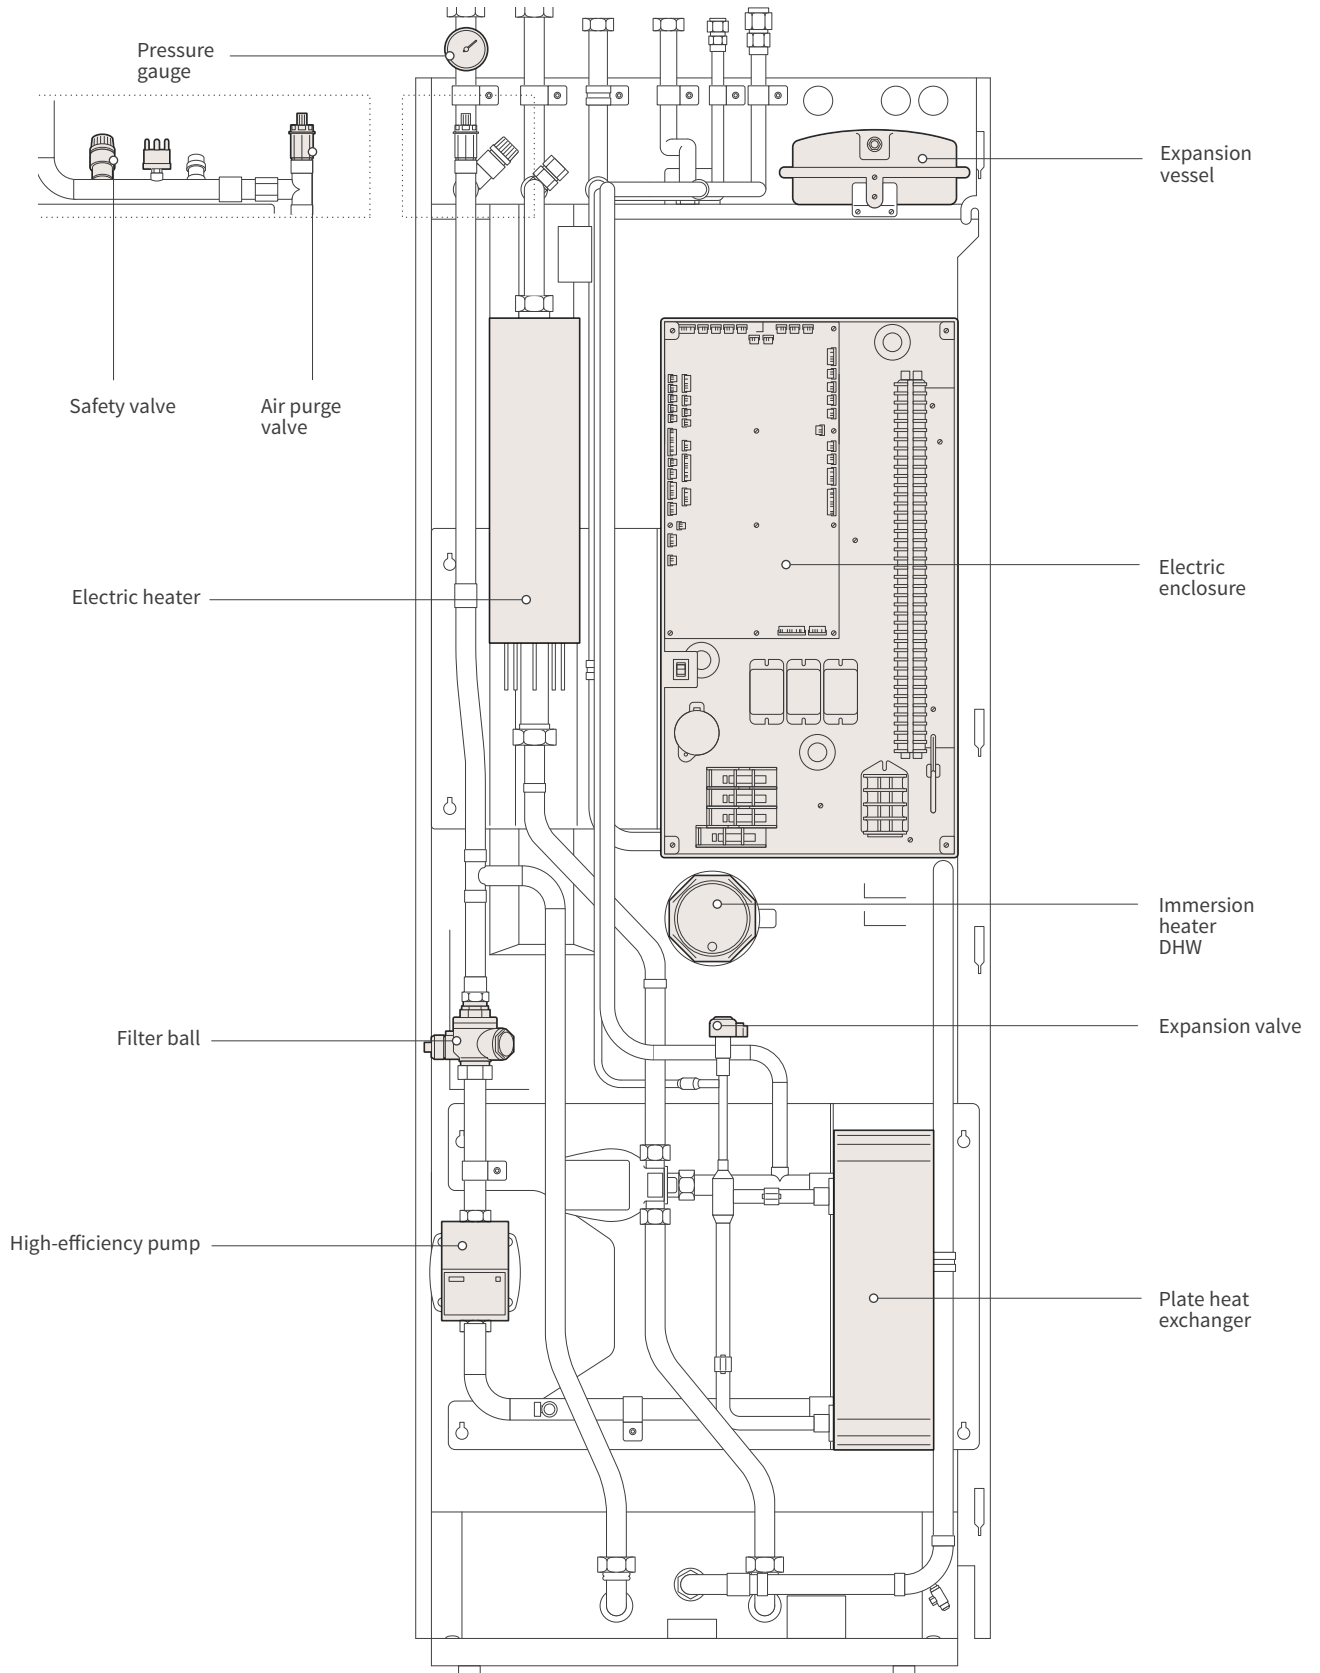 Pressure
gauge
Expansion
vessel
Safety valve
Air purge
valve
Electric
enclosure
Electric heater
Immersion
heater
DHW
Expansion valve
Filter ball
High-efficiency pump
Plate heat
exchanger